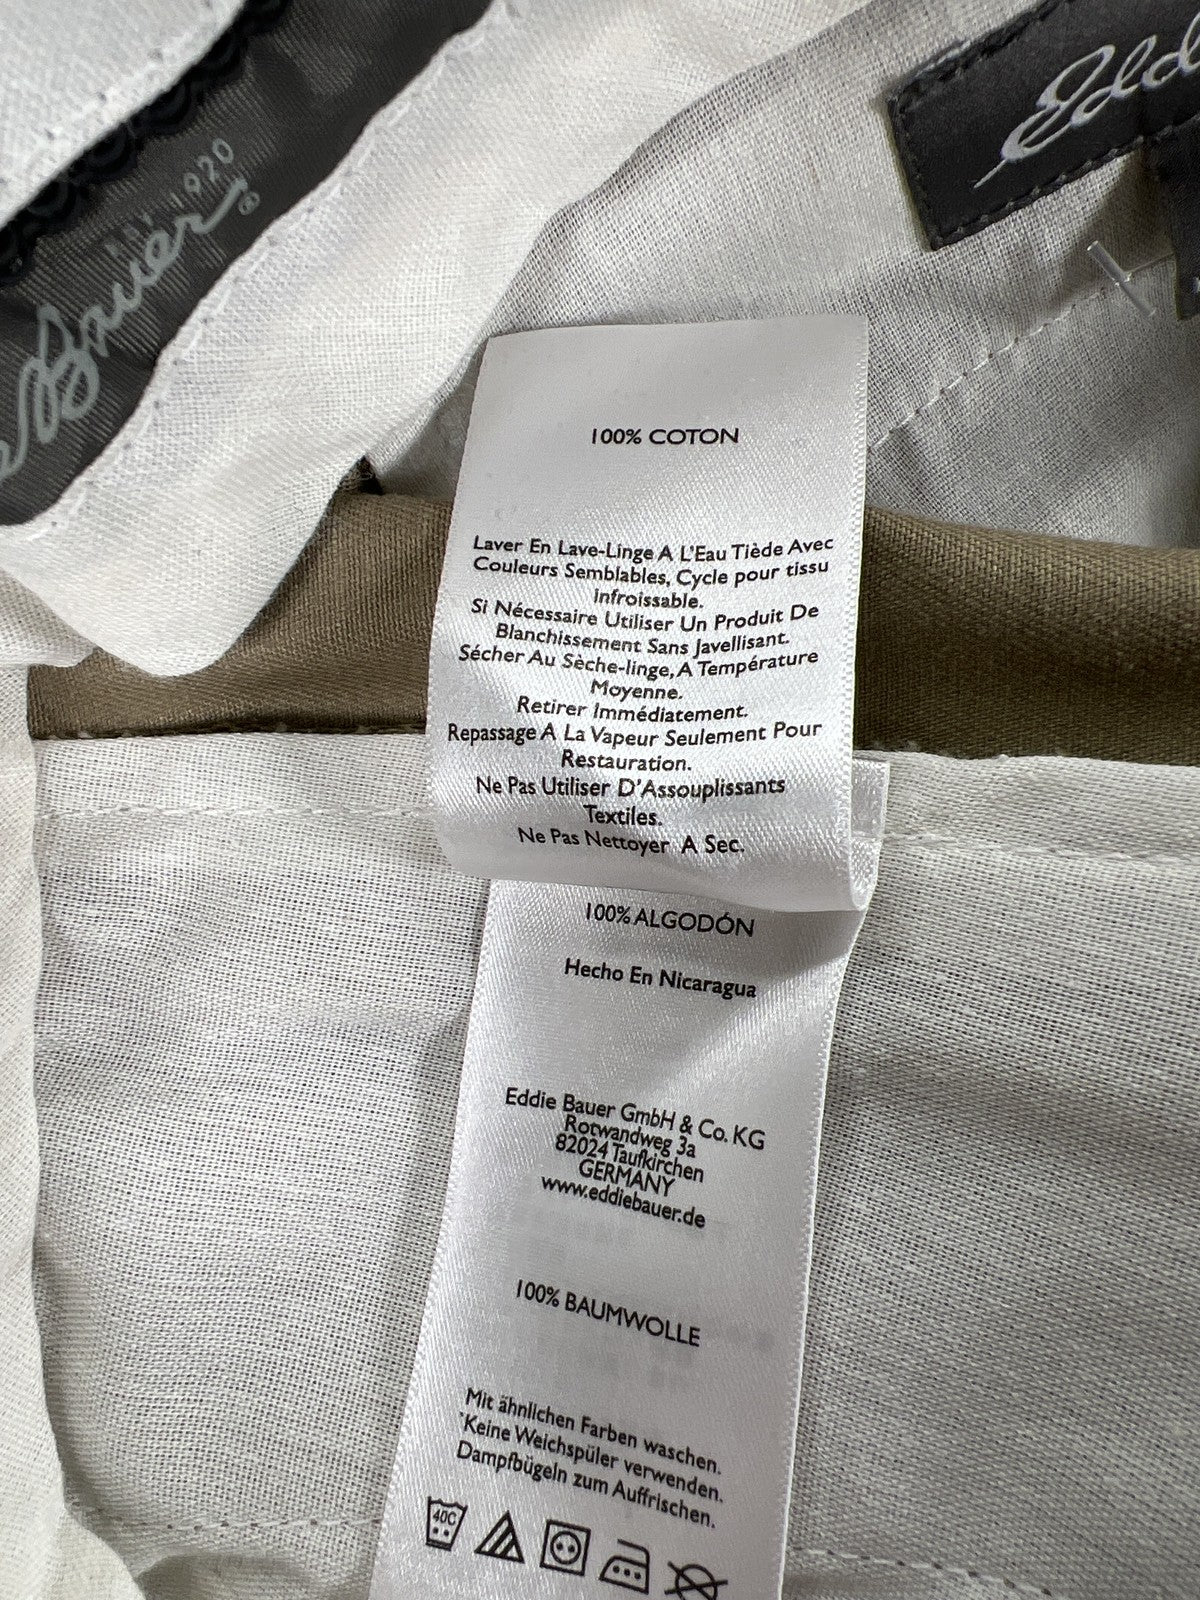 EST 1920
Bauer®
Edd
100% COTON
Laver En Lave-Linge A L'Eau Tiède Avec
Couleurs Semblables, Cycle pour tissu
Infroissable.
Si Nécessaire Utiliser Un Produit De
Blanchissement Sans Javellisant.
Sécher Au Sèche-linge, A Température
Moyenne.
Retirer Immédiatement.
Repassage A La Vapeur Seulement Pour
Restauration.
Ne Pas Utiliser D'Assouplissants
Textiles.
Ne Pas Nettoyer A Sec.
100% ALGODÓN
Hecho En Nicaragua
Eddie Bauer GmbH & Co. KG
Rotwandweg 3a
82024 Taufkirchen
GERMANY
www.eddiebauer.de
100% BAUMWOLLE
Mit ähnlichen Farben waschen.
Keine Weichspüler verwenden.
Dampfbügeln zum Auffrischen.
40C